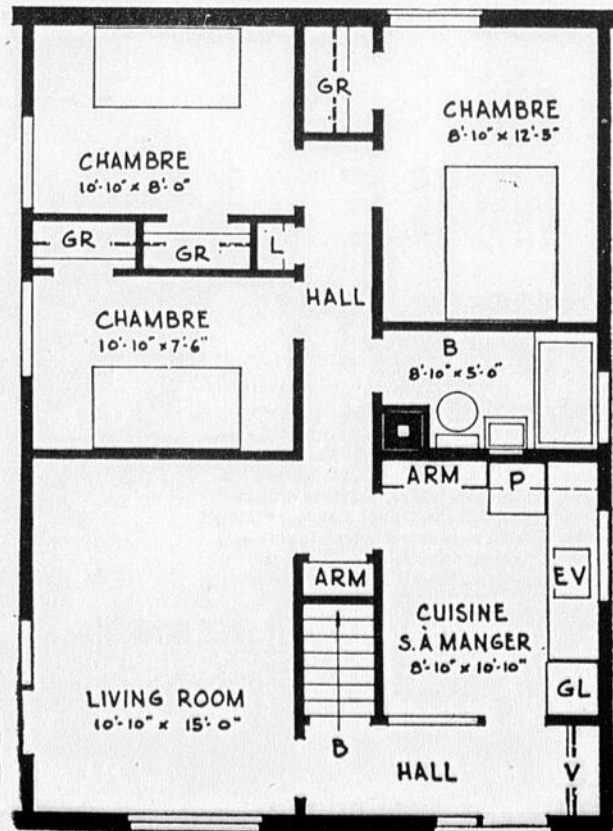 GR
CHAMBRE
8'-10" x 12'-5"
CHAMBRE
10'-10" x 8'-0"
GR
GR
L
HALL
CHAMBRE
10'-10" x 7'-6"
B
8'-10" x 5'-0"
ARM
P
ARM
EV
CUISINE
S. À MANGER
8'-10" x 10'-10"
GL
LIVING ROOM
10'-10" x 15'-0"
B
HALL
V